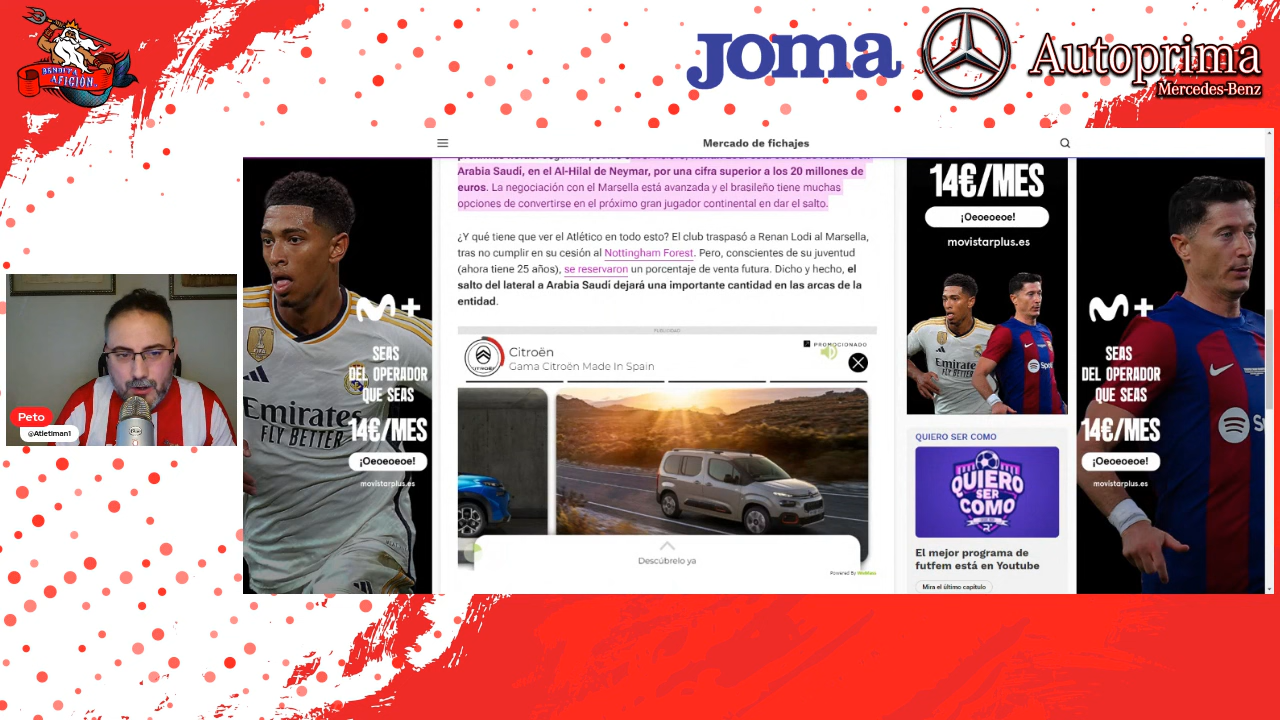 BENDITA
AFICIÓN
Joma
Autoprima
Mercedes-Benz
Mercado de fichajes
Arabia Saudí, en el Al-Hilal de Neymar, por una cifra superior a los 20 millones de
euros. La negociación con el Marsella está avanzada y el brasileño tiene muchas
opciones de convertirse en el próximo gran jugador continental en dar el salto.
¿Y qué tiene que ver el Atlético en todo esto? El club traspasó a Renan Lodi al Marsella,
tras no cumplir en su cesión al Nottingham Forest. Pero, conscientes de su juventud
(ahora tiene 25 años), se reservaron un porcentaje de venta futura. Dicho y hecho, el
salto del lateral a Arabia Saudí dejará una importante cantidad en las arcas de la
entidad.
PUBLICIDAD
Citroën
Gama Citroën Made In Spain
PROMOCIONADO
Descúbrelo ya
Powered By
Emirates
FLY BETTER
M+
SEAS
DEL OPERADOR
QUE SEAS
14€/MES
¡Oeoeoeoe!
movistarplus.es
14€/MES
¡Oeoeoeoe!
movistarplus.es
QUIERO SER COMO
QUIERO
SER
COMO
El mejor programa de
futfem está en Youtube
Mira el último capítulo
M+
SEAS
DEL OPERADOR
QUE SEAS
14€/MES
¡Oeoeoeoe!
movistarplus.es
Peto
@Atletiman1